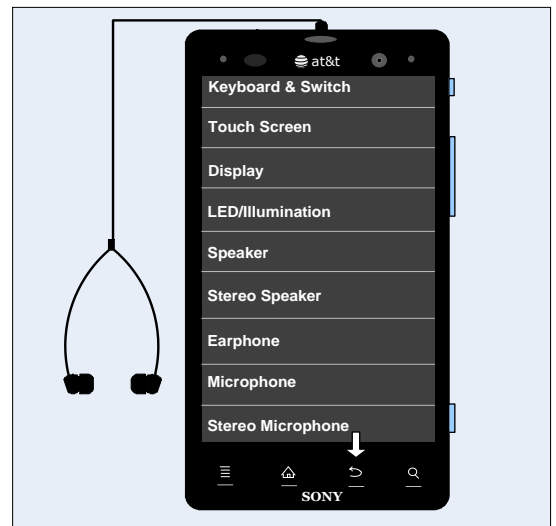 at&t
Keyboard & Switch
Touch Screen
Display
LED/Illumination
Speaker
Stereo Speaker
Earphone
Microphone
Stereo Microphone
SONY